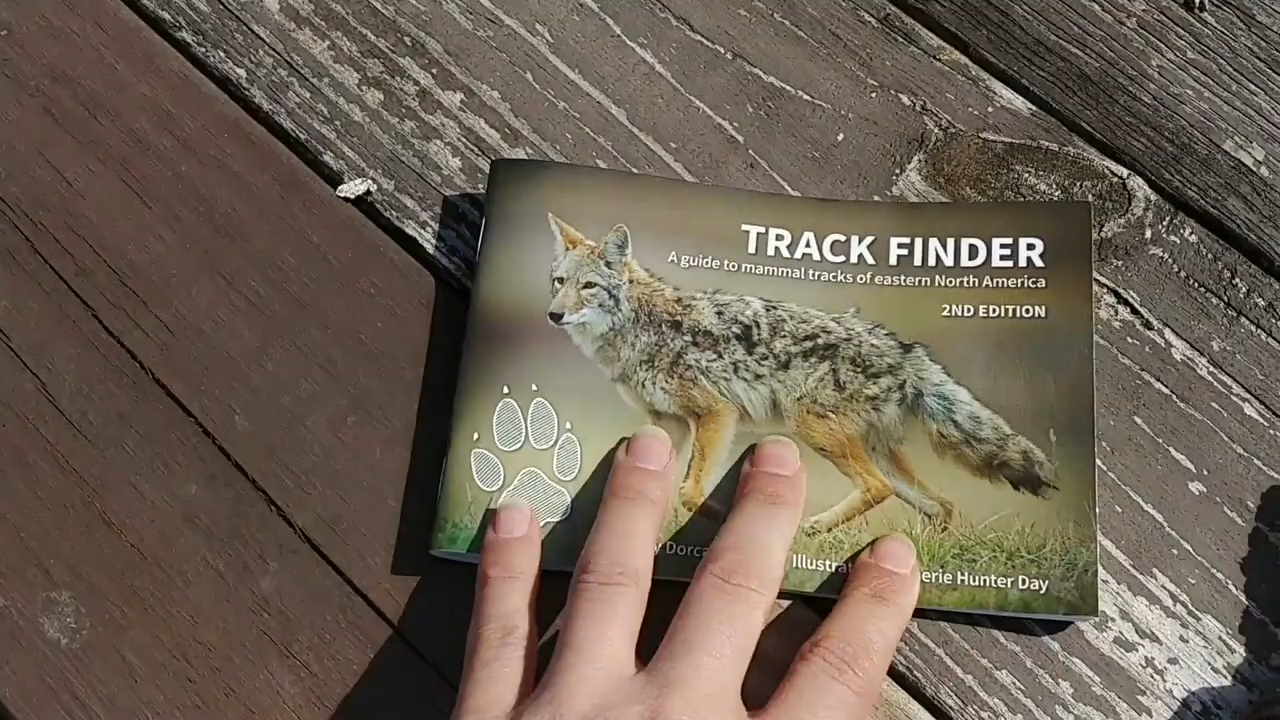 TRACK FINDER
A guide to mammal tracks of eastern North America
2ND EDITION
Hunter Day